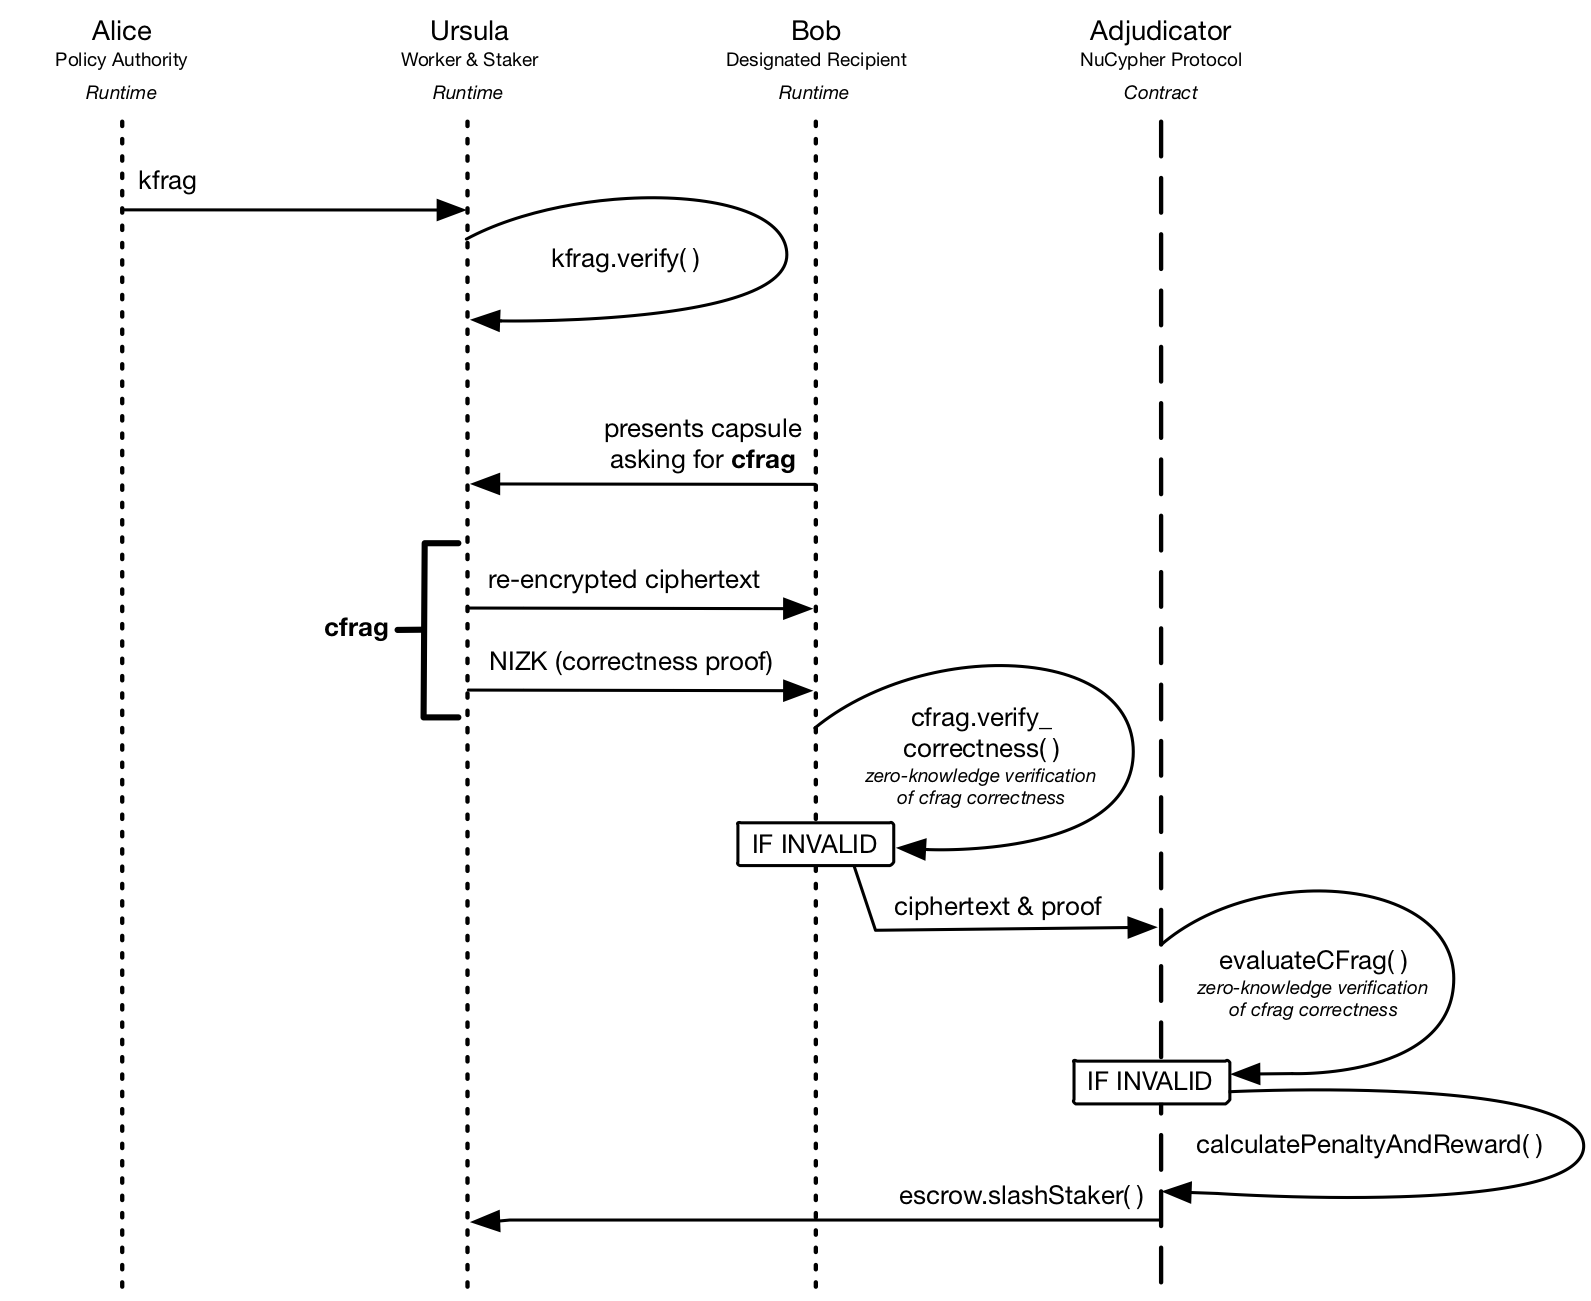 Alice
Policy Authority
Runtime
Ursula
Worker & Staker
Runtime
Bob
Designated Recipient
Runtime
Adjudicator
NuCypher Protocol
Contract
kfrag
kfrag.verify( )
presents capsule
asking for cfrag
cfrag
re-encrypted ciphertext
NIZK (correctness proof)
cfrag.verify_
correctness( )
zero-knowledge verification
of cfrag correctness
IF INVALID
ciphertext & proof
evaluateCFrag( )
zero-knowledge verification
of cfrag correctness
IF INVALID
calculatePenaltyAndReward( )
escrow.slashStaker( )